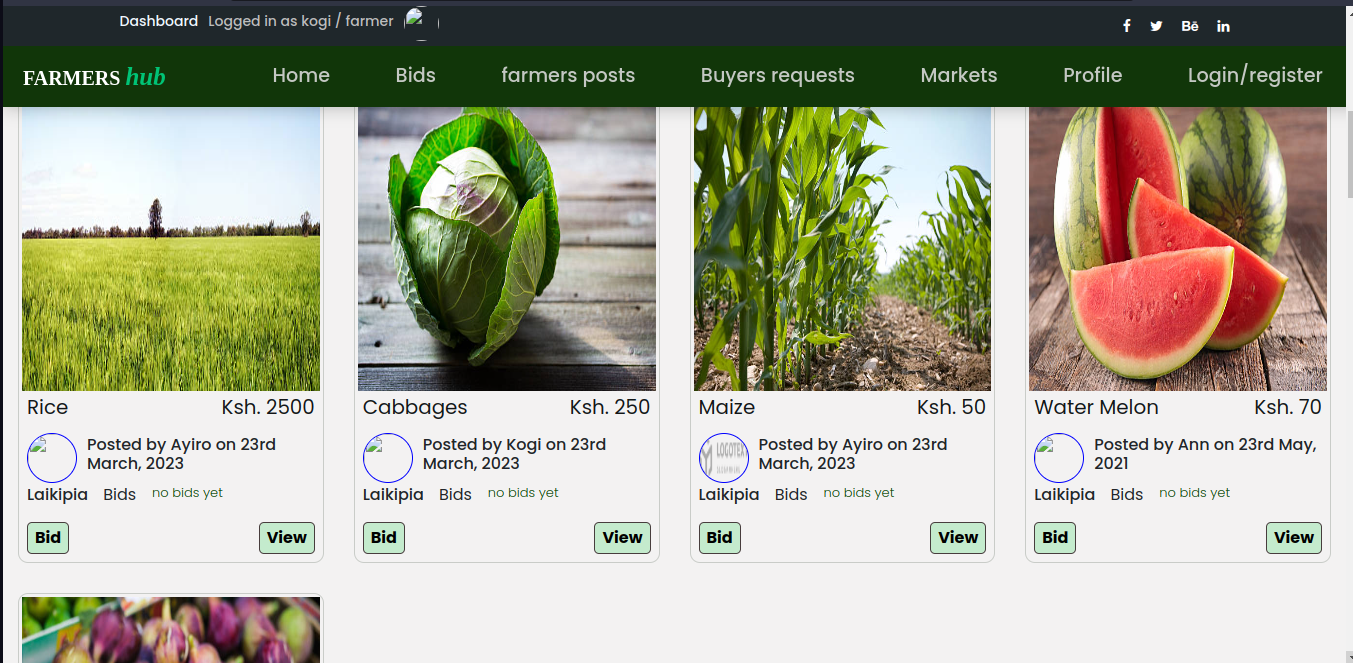 Dashboard Logged in as kogi / farmer
Bē in
FARMERS hub Home Bids farmers posts Buyers requests Markets Profile Login/register
Rice Ksh. 2500
Posted by Ayiro on 23rd
March, 2023
Laikipia Bids no bids yet
Bid View
Cabbages Ksh. 250
Posted by Kogi on 23rd
March, 2023
Laikipia Bids no bids yet
Bid View
Maize Ksh. 50
Posted by Ayiro on 23rd
March, 2023
Laikipia Bids no bids yet
Bid View
Water Melon Ksh. 70
Posted by Ann on 23rd May,
2021
Laikipia Bids no bids yet
Bid View